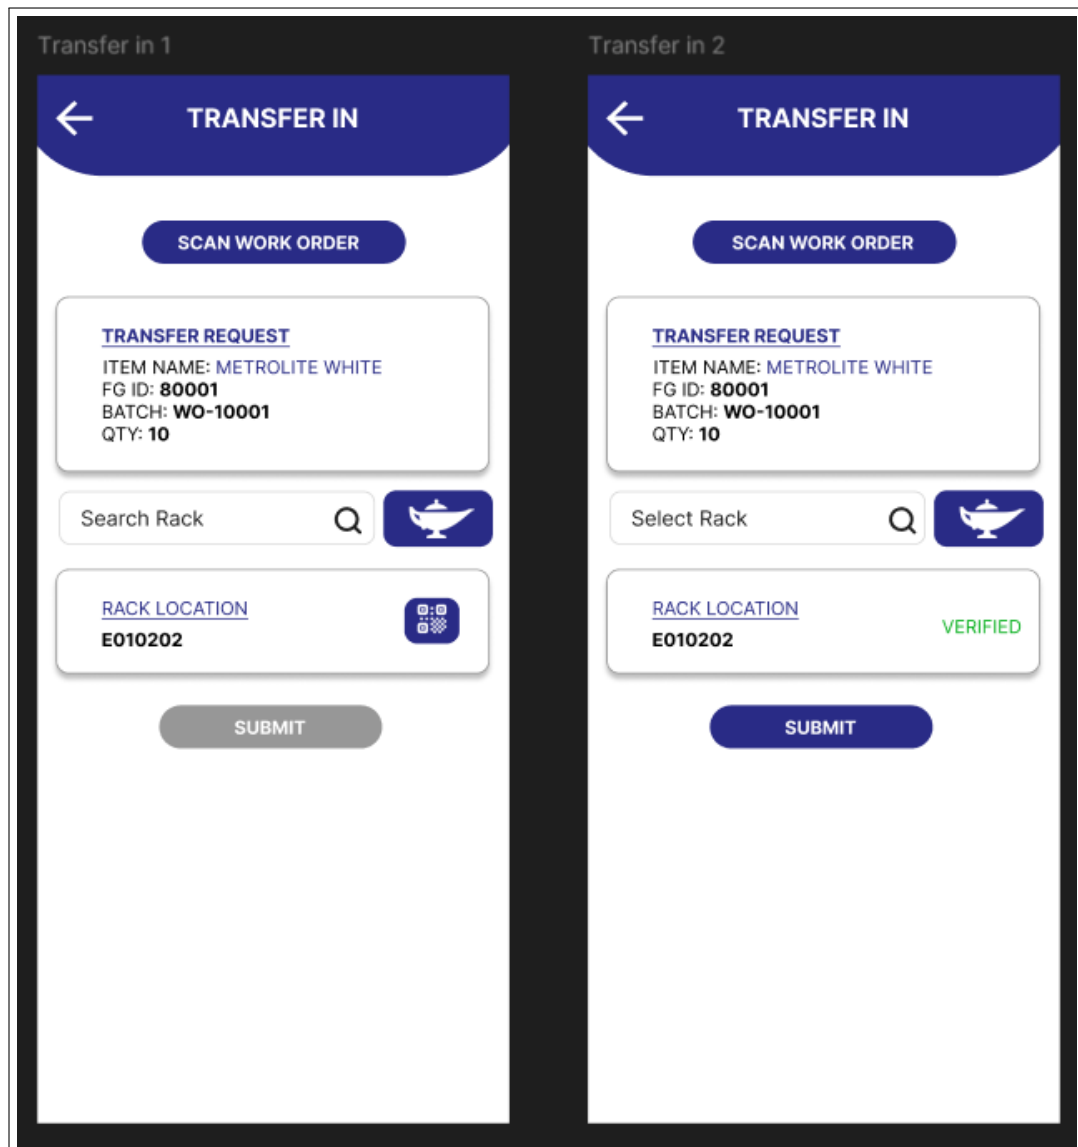 Transfer in 1
TRANSFER IN
SCAN WORK ORDER
TRANSFER REQUEST
ITEM NAME: METROLITE WHITE
FG ID: 80001
BATCH: WO-10001
QTY: 10
Search Rack
RACK LOCATION
E010202
SUBMIT
Transfer in 2
TRANSFER IN
SCAN WORK ORDER
TRANSFER REQUEST
ITEM NAME: METROLITE WHITE
FG ID: 80001
BATCH: WO-10001
QTY: 10
Select Rack
RACK LOCATION
E010202
VERIFIED
SUBMIT